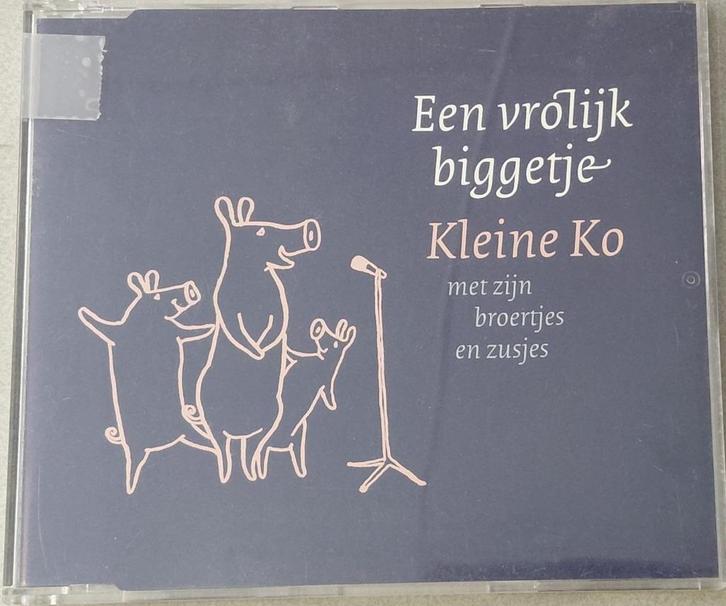 Een vrolijk
biggetje
Kleine Ko
met zijn
broertjes
en zusjes